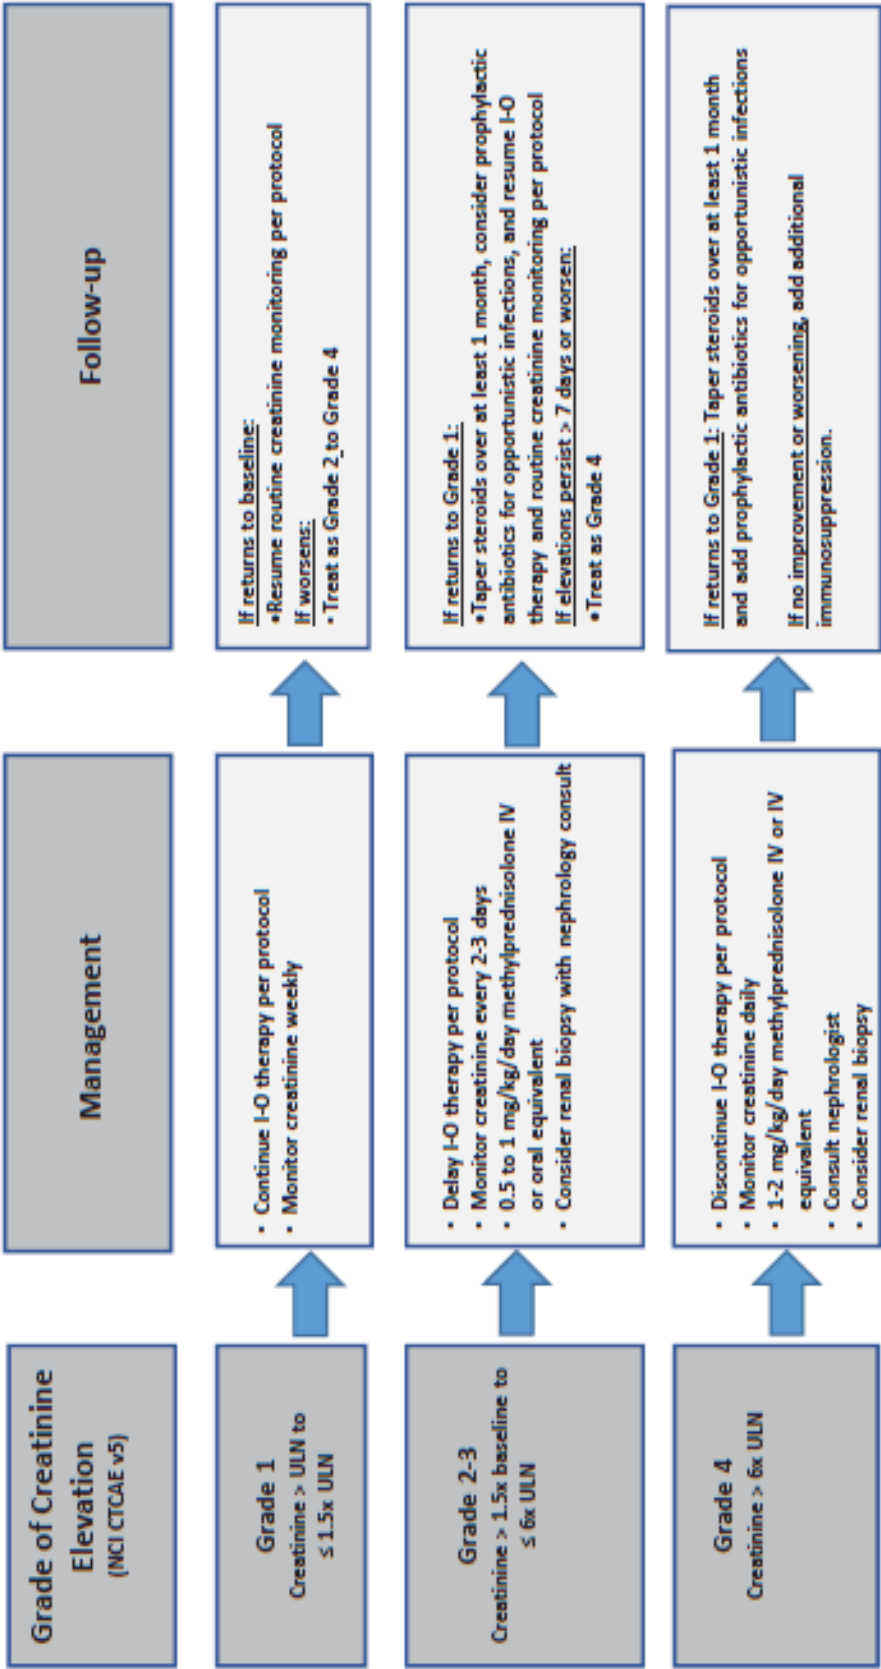 Grade of Creatinine
Elevation
(NCI CTCAE v5)
Management
Follow-up
Grade 1
Creatinine > ULN to
≤ 1.5x ULN
• Continue I-O therapy per protocol
• Monitor creatinine weekly
If returns to baseline:
•Resume routine creatinine monitoring per protocol
If worsens:
• Treat as Grade 2 to Grade 4
Grade 2-3
Creatinine > 1.5x baseline to
≤ 6x ULN
• Delay I-O therapy per protocol
• Monitor creatinine every 2-3 days
• 0.5 to 1 mg/kg/day methylprednisolone IV
or oral equivalent
• Consider renal biopsy with nephrology consult
If returns to Grade 1:
•Taper steroids over at least 1 month, consider prophylactic
antibiotics for opportunistic infections, and resume I-O
therapy and routine creatinine monitoring per protocol
If elevations persist > 7 days or worsen:
•Treat as Grade 4
Grade 4
Creatinine > 6x ULN
• Discontinue I-O therapy per protocol
• Monitor creatinine daily
• 1-2 mg/kg/day methylprednisolone IV or IV
equivalent
• Consult nephrologist
• Consider renal biopsy
If returns to Grade 1: Taper steroids over at least 1 month
and add prophylactic antibiotics for opportunistic infections
If no improvement or worsening, add additional
immunosuppression.